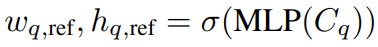 w_{q,ref}, h_{q,ref} = σ(MLP(C_q))